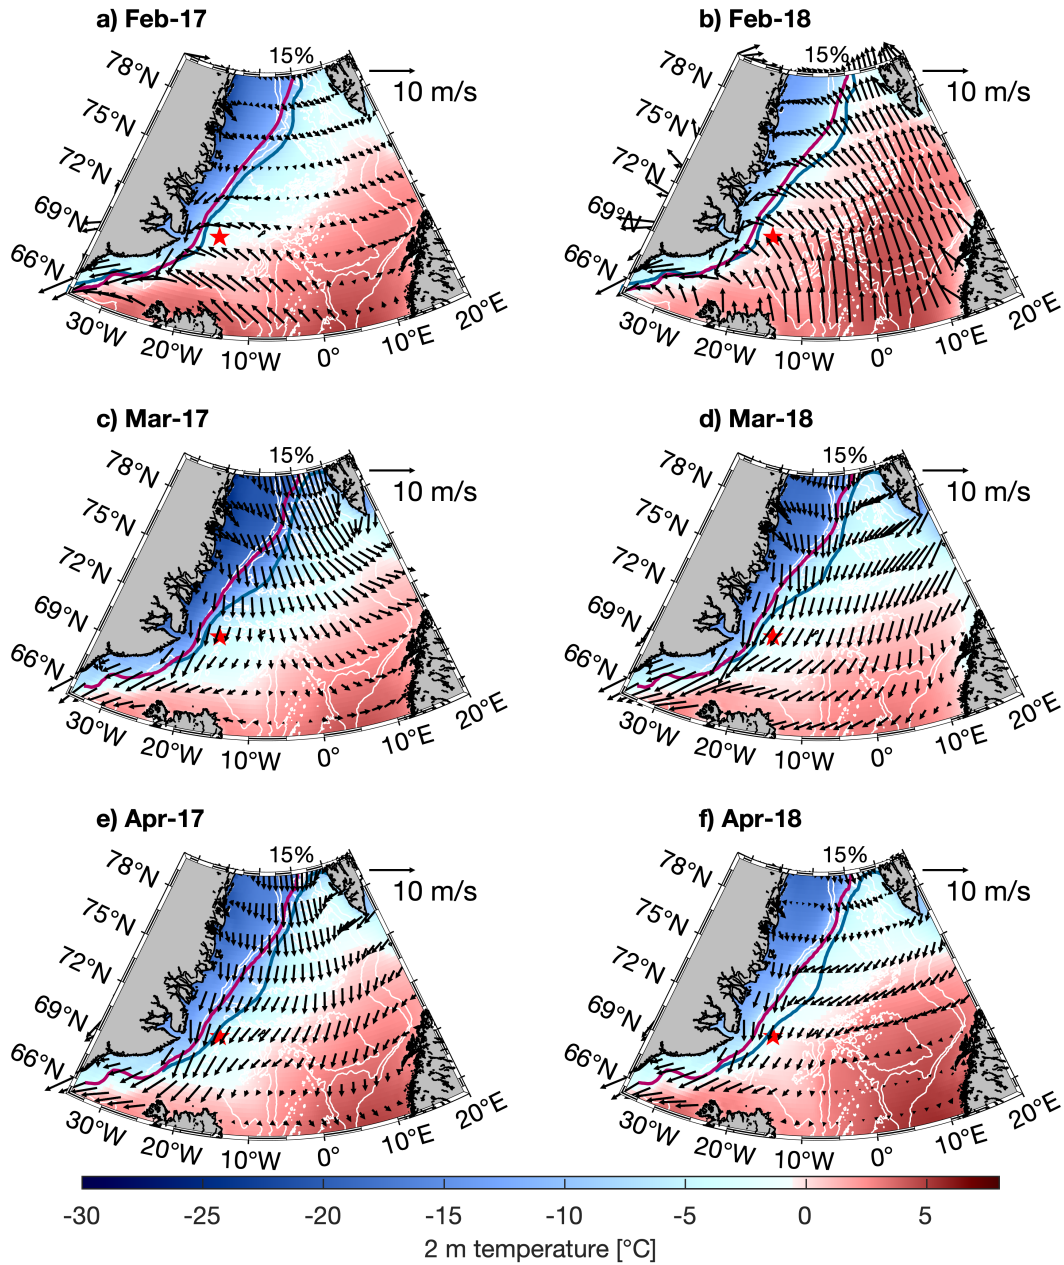 a) Feb-17
b) Feb-18
78°N
15%
10 m/s
78°N
15%
10 m/s
75°N
75°N
72°N
72°N
69°N
69°N
66°N
66°N
30°W
20°W
10°W
0°
10°E
20°E
30°W
20°W
10°W
0°
10°E
20°E
c) Mar-17
d) Mar-18
78°N
15%
10 m/s
78°N
15%
10 m/s
75°N
75°N
72°N
72°N
69°N
69°N
66°N
66°N
30°W
20°W
10°W
0°
10°E
20°E
30°W
20°W
10°W
0°
10°E
20°E
e) Apr-17
f) Apr-18
78°N
15%
10 m/s
78°N
15%
10 m/s
75°N
75°N
72°N
72°N
69°N
69°N
66°N
66°N
30°W
20°W
10°W
0°
10°E
20°E
30°W
20°W
10°W
0°
10°E
20°E
-30 -25 -20 -15 -10 -5 0 5
2 m temperature [°C]